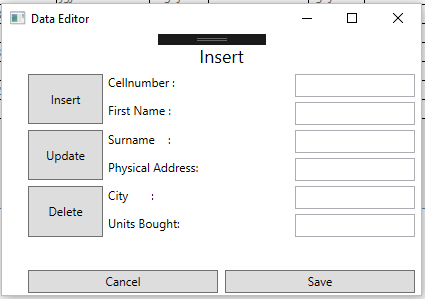 Data Editor
Insert
Insert
Cellnumber :
First Name :
Update
Surname :
Physical Address:
Delete
City :
Units Bought:
Cancel
Save